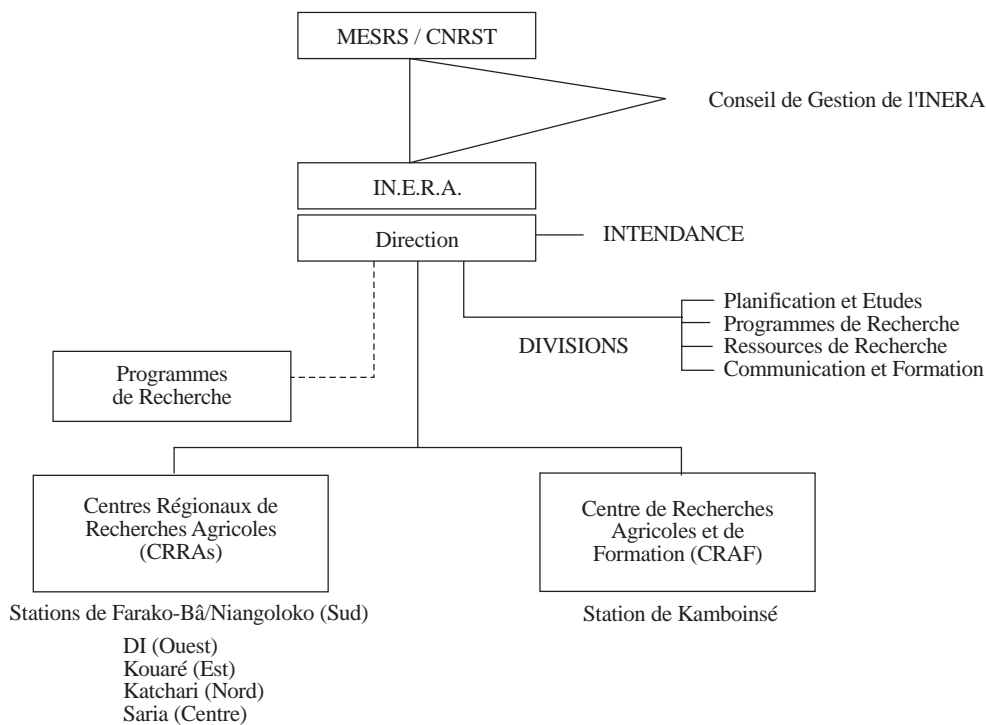 MESRS / CNRST
Conseil de Gestion de l'INERA
IN.E.R.A.
Direction
INTENDANCE
Planification et Etudes
Programmes de Recherche
Ressources de Recherche
Communication et Formation
DIVISIONS
Programmes
de Recherche
Centres Régionaux de
Recherches Agricoles
(CRRAs)
Centre de Recherches
Agricoles et de
Formation (CRAF)
Stations de Farako-Bâ/Niangoloko (Sud)
DI (Ouest)
Kouaré (Est)
Katchari (Nord)
Saria (Centre)
Station de Kamboinsé